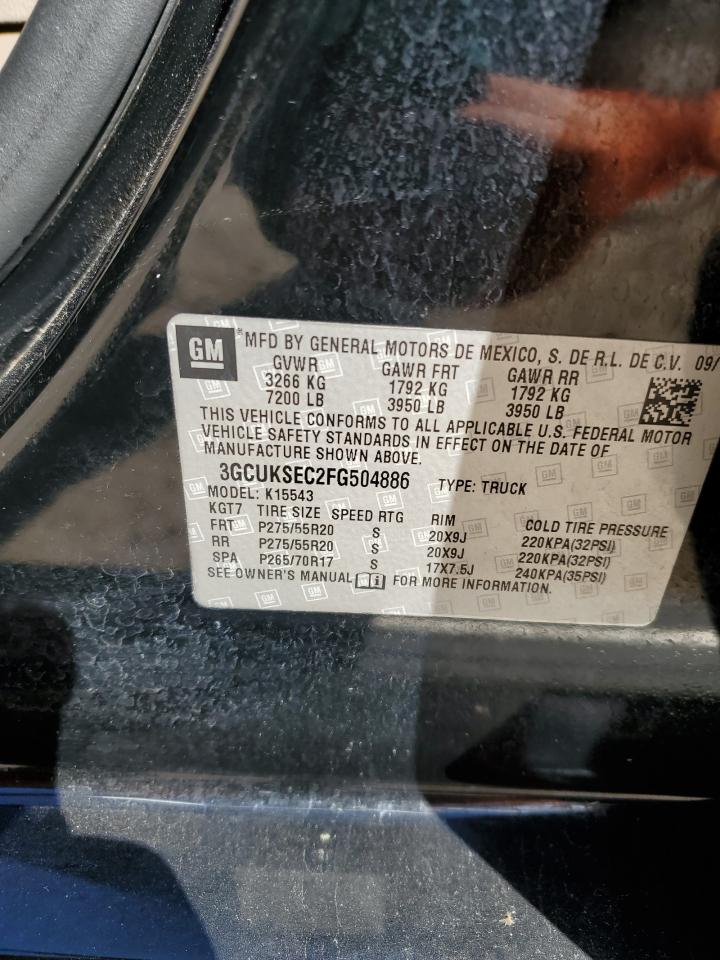 GM ® MFD BY GENERAL MOTORS DE MEXICO, S. DE R.L. DE C.V. 09/
GVWR GAWR FRT GAWR RR
3266 KG 1792 KG 1792 KG
7200 LB 3950 LB 3950 LB
THIS VEHICLE CONFORMS TO ALL APPLICABLE U.S. FEDERAL MOTOR
VEHICLE SAFETY STANDARDS IN EFFECT ON THE DATE OF
MANUFACTURE SHOWN ABOVE.
3GCUKSEC2FG504886 TYPE: TRUCK
MODEL: K15543
KGT7 TIRE SIZE SPEED RTG RIM COLD TIRE PRESSURE
FRT P275/55R20 S 20X9J 220KPA(32PSI)
RR P275/55R20 S 20X9J 220KPA(32PSI)
SPA P265/70R17 S 17X7.5J 240KPA(35PSI)
SEE OWNER'S MANUAL FOR MORE INFORMATION.